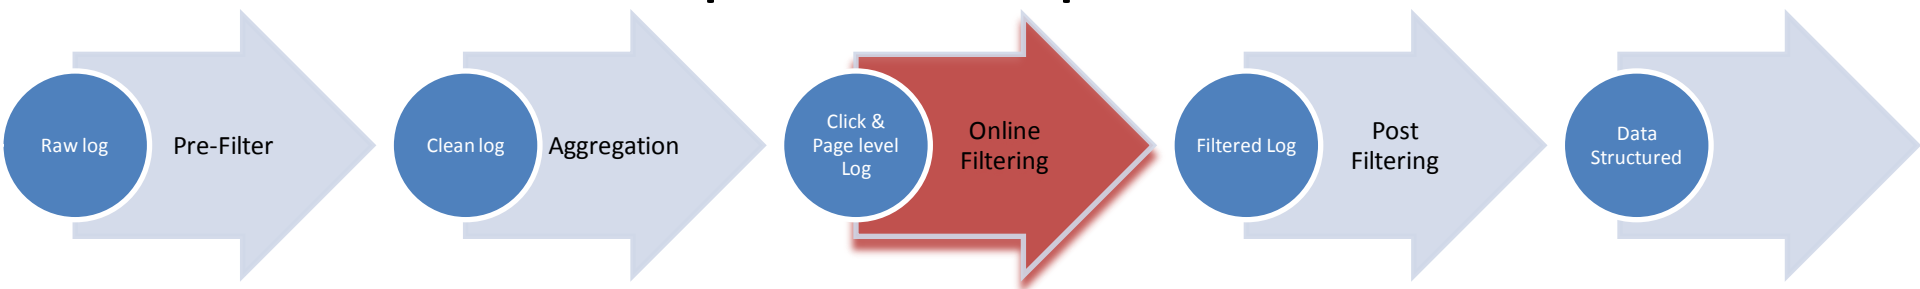 Raw log
Pre-Filter
Clean log
Aggregation
Click &
Page level
Log
Online
Filtering
Filtered Log
Post
Filtering
Data
Structured